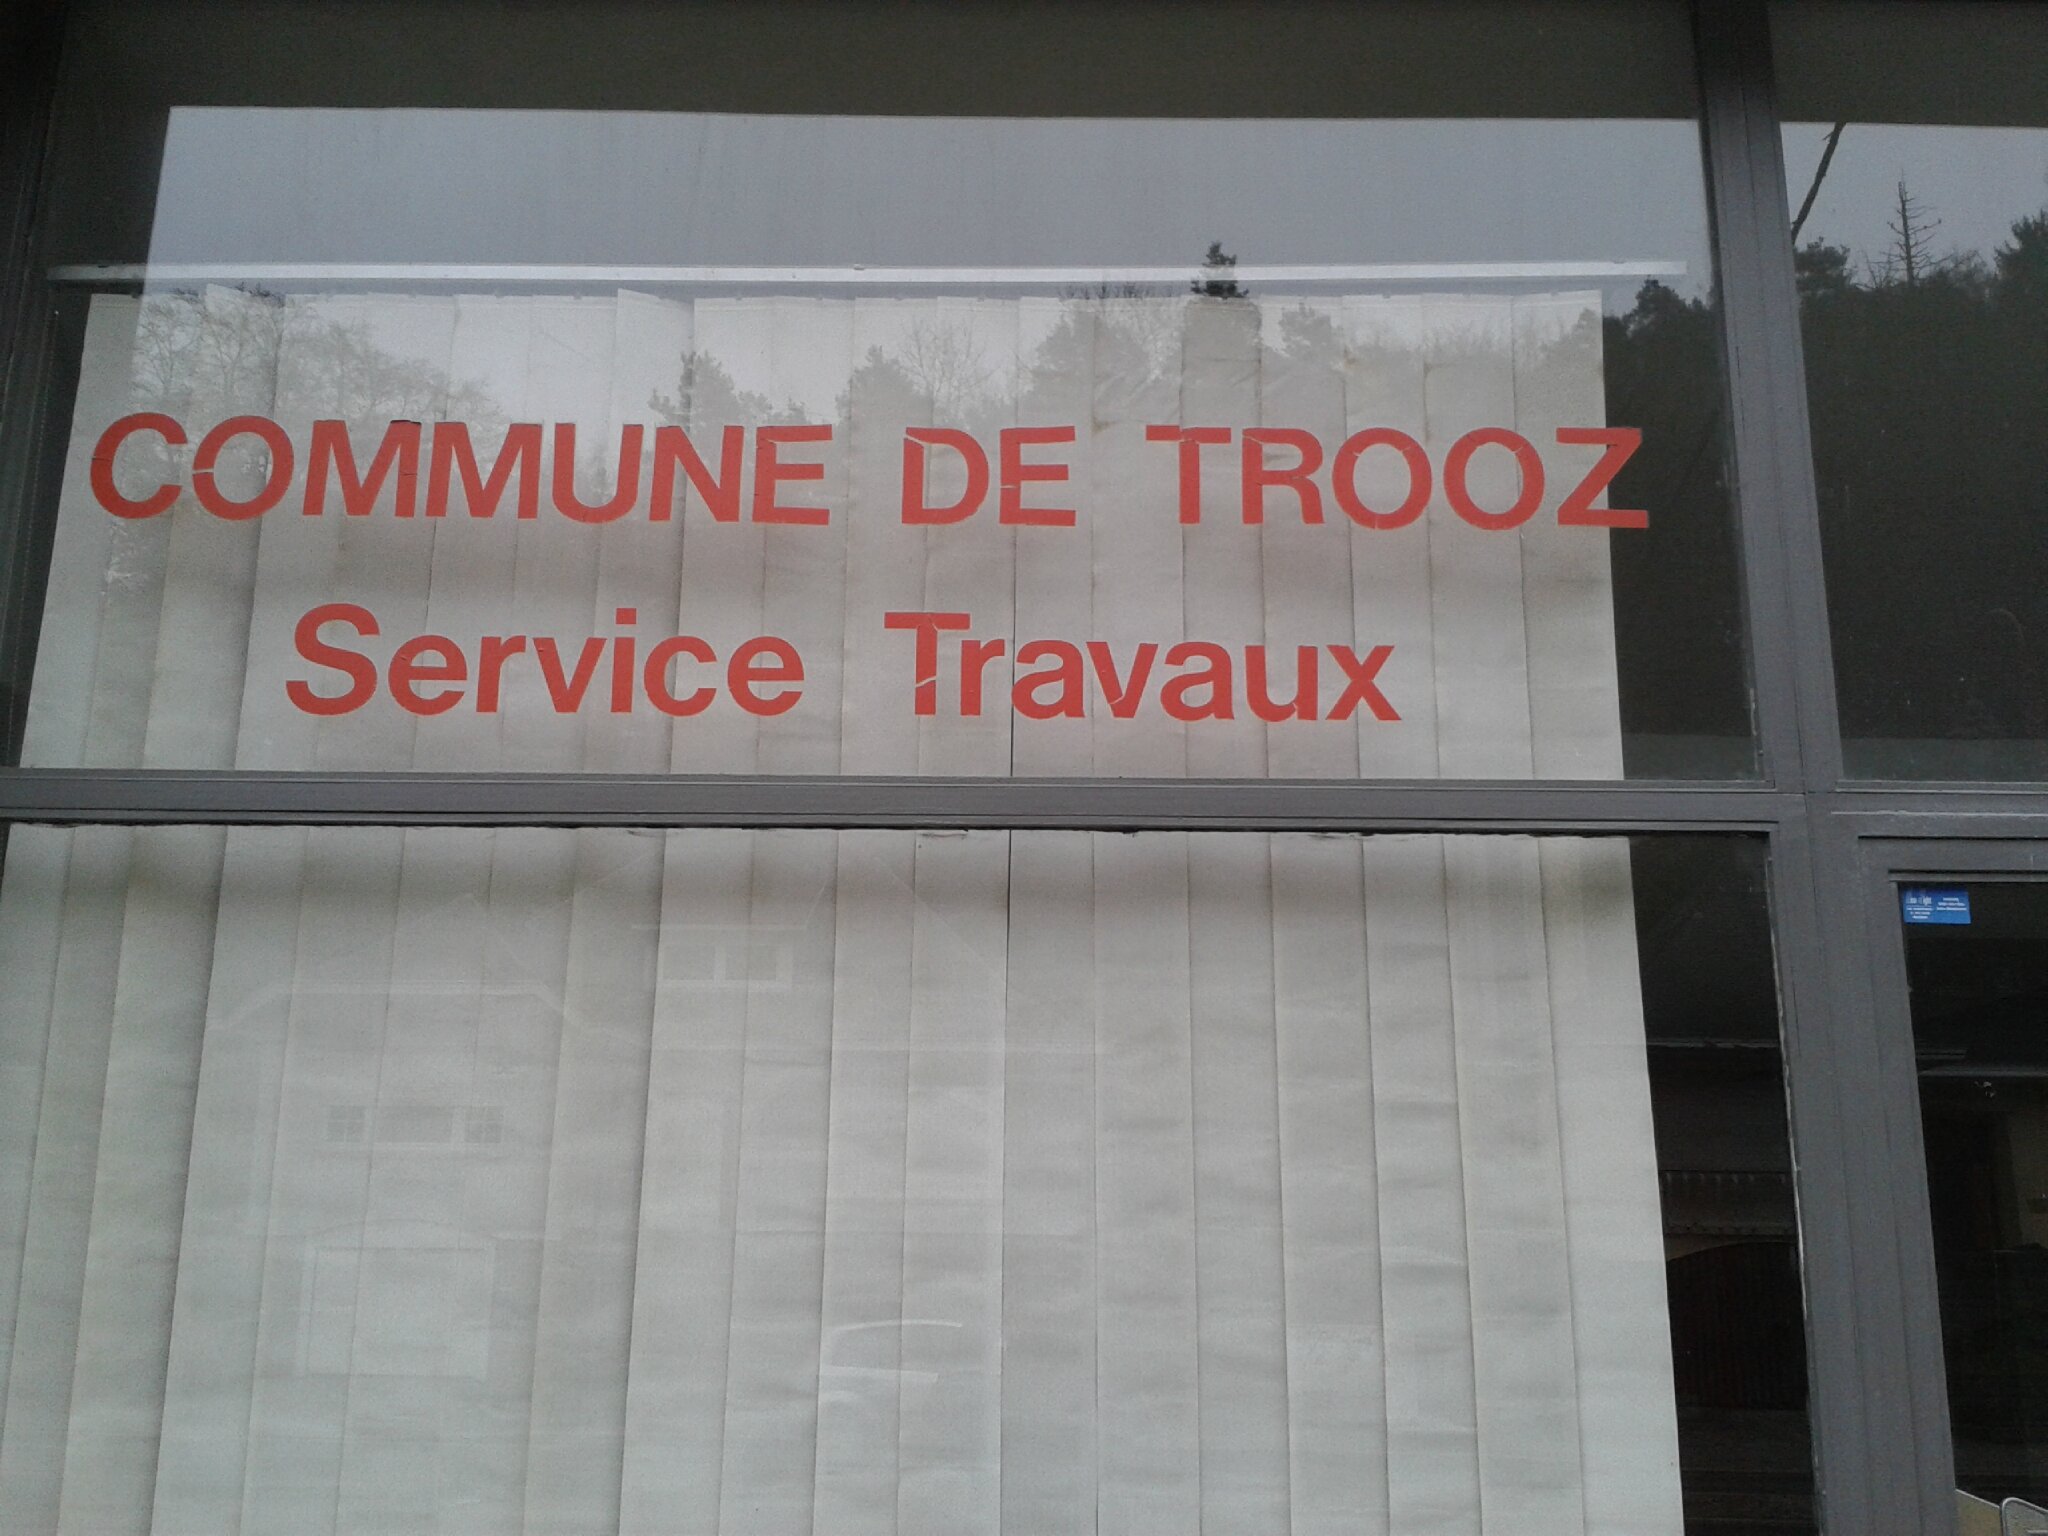 COMMUNE DE TROOZ
Service Travaux